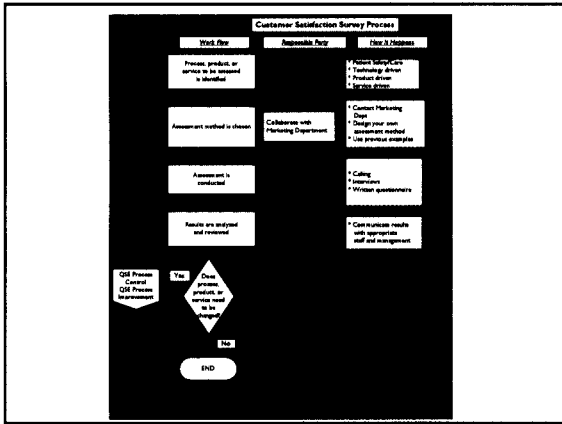 Customer Satisfaction Survey Process
Work Flow
Responsible Party
How It Happens
Process, product, or
service to be assessed
is identified
* Patient Safety/Care
* Technology driven
* Product driven
* Service driven
Assessment method is chosen
Collaborate with
Marketing Department
* Contact Marketing
Dept
* Design your own
assessment method
* Use previous examples
Assessment is
conducted
* Calling
* Interviews
* Written questionnaire
Results are analyzed
and reviewed
* Communicate results
with appropriate
staff and management
QSE Process
Control
QSE Process
Improvement
Yes
Does
process,
product, or
service need
to be
changed?
No
END